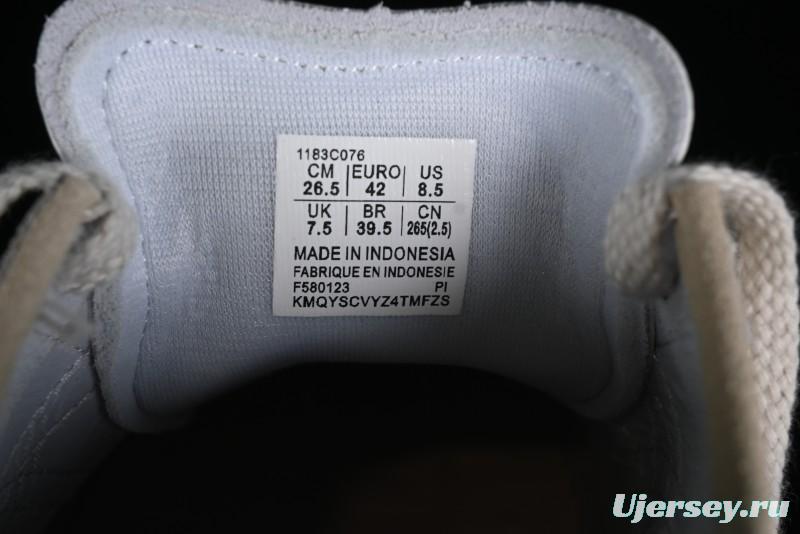 1183C076
CM EURO US
26.5 42 8.5
UK BR CN
7.5 39.5 265(2.5)
MADE IN INDONESIA
FABRIQUE EN INDONESIE
F580123 PI
KMQYSCVYZ4TMFZS
Ujersey.ru